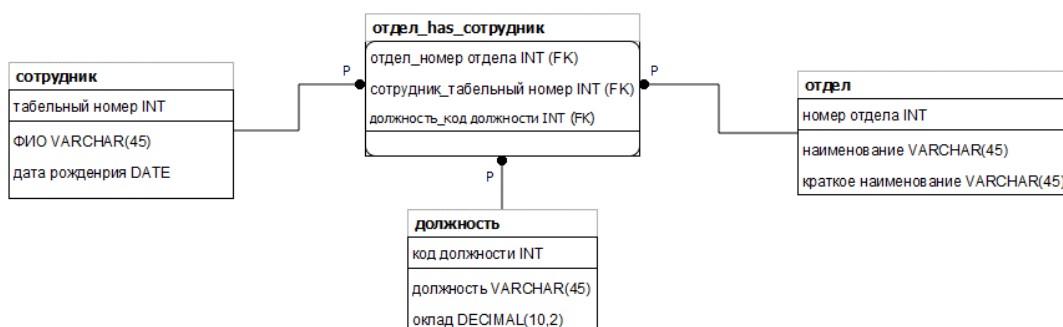 отдел_has_сотрудник
отдел_номер отдела INT (FK)
сотрудник_табельный номер INT (FK)
должность_код должности INT (FK)
P
P
P
сотрудник
табельный номер INT
ФИО VARCHAR(45)
дата рожденрия DATE
отдел
номер отдела INT
наименование VARCHAR(45)
краткое наименование VARCHAR(45)
должность
код должности INT
должность VARCHAR(45)
оклад DECIMAL(10,2)